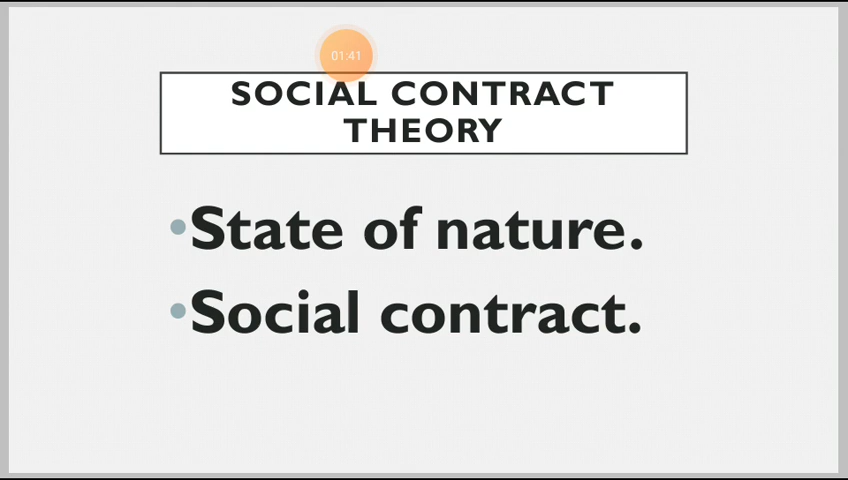 01:41
SOCIAL CONTRACT
THEORY
•State of nature.
•Social contract.